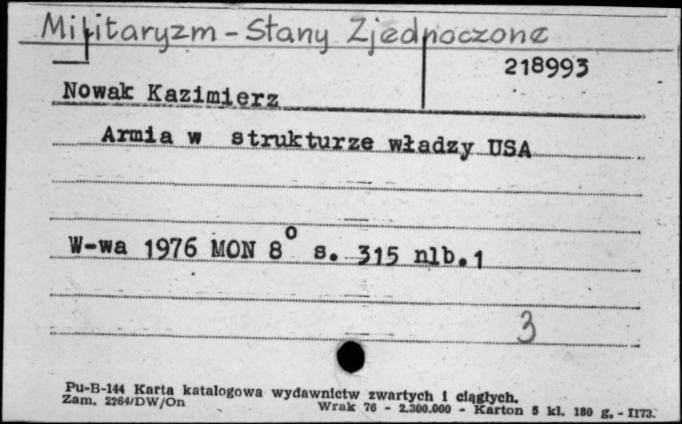 Militaryzm - Stany Zjednoczone
218993
Nowak Kazimierz
Armia w strukturze władzy USA
W-wa 1976 MON 8° s. 315 nlb. 1
3
Pu-B-144 Karta katalogowa wydawnictw zwartych i ciągłych.
Zam. 2264/DW/On Wrak 76 - 2.300.000 - Karton 5 kl. 180 g, - II73.